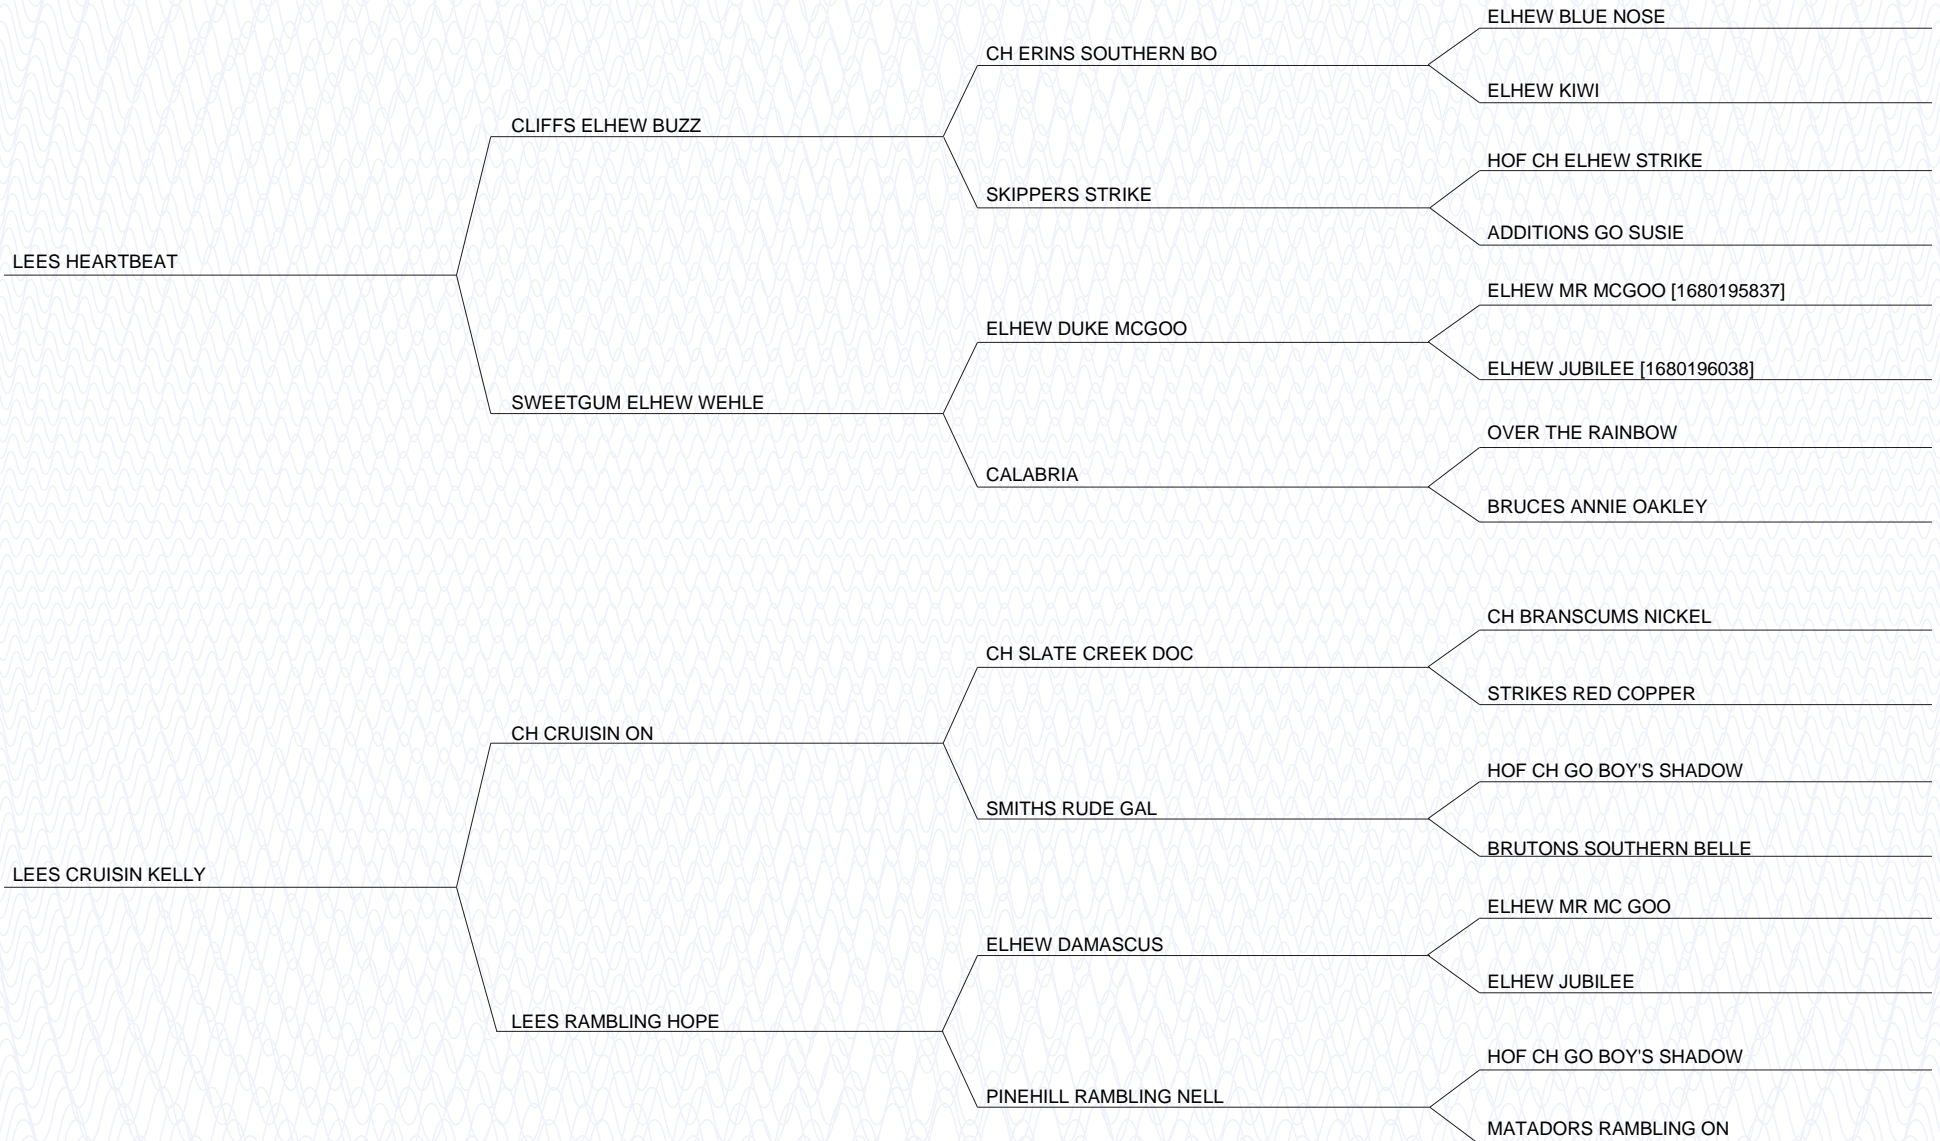 ELHEW BLUE NOSE
CH ERINS SOUTHERN BO
ELHEW KIWI
CLIFFS ELHEW BUZZ
HOF CH ELHEW STRIKE
SKIPPERS STRIKE
ADDITIONS GO SUSIE
LEES HEARTBEAT
ELHEW MR MCGOO [1680195837]
ELHEW DUKE MCGOO
ELHEW JUBILEE [1680196038]
SWEETGUM ELHEW WEHLE
OVER THE RAINBOW
CALABRIA
BRUCES ANNIE OAKLEY
CH BRANSCUMS NICKEL
CH SLATE CREEK DOC
STRIKES RED COPPER
CH CRUISIN ON
HOF CH GO BOY'S SHADOW
SMITHS RUDE GAL
BRUTONS SOUTHERN BELLE
LEES CRUISIN KELLY
ELHEW MR MC GOO
ELHEW DAMASCUS
ELHEW JUBILEE
LEES RAMBLING HOPE
HOF CH GO BOY'S SHADOW
PINEHILL RAMBLING NELL
MATADORS RAMBLING ON